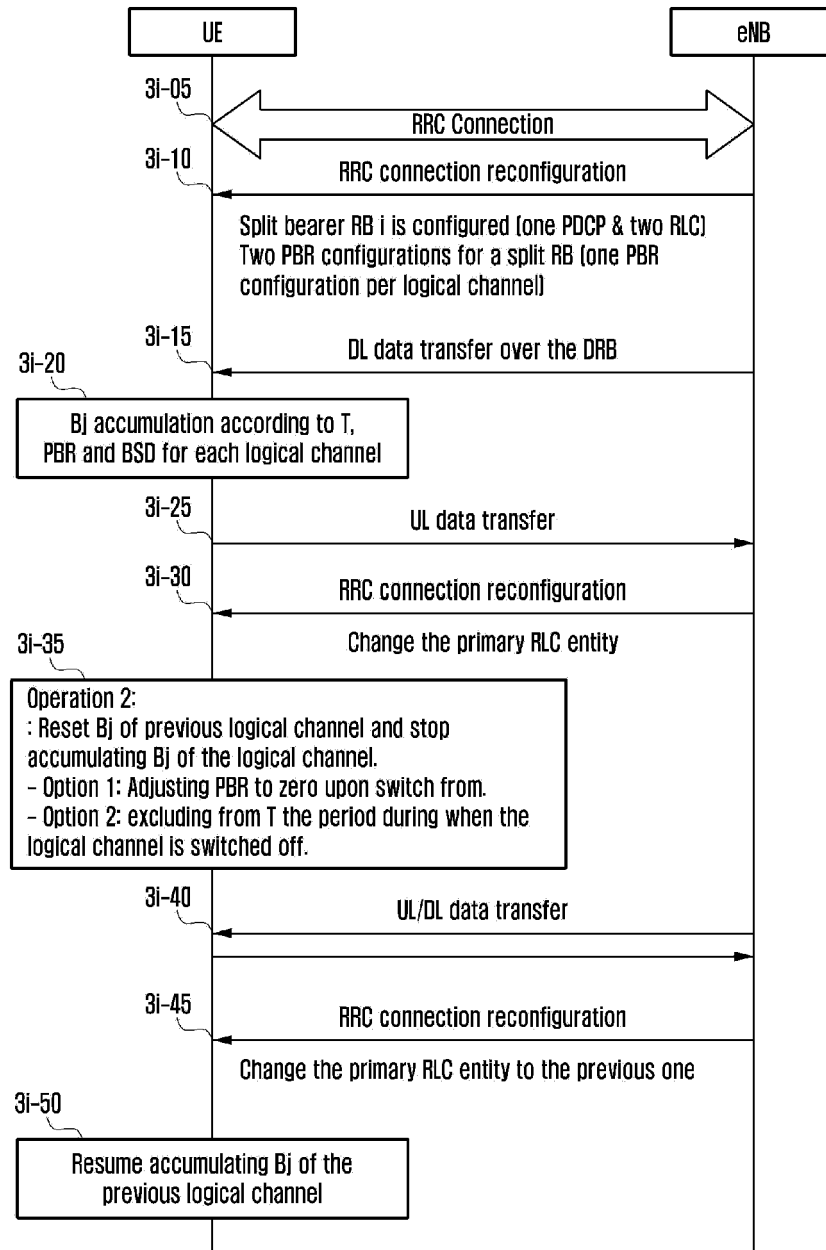 UE
eNB
3i-05
RRC Connection
3i-10
RRC connection reconfiguration
Split bearer RB i is configured (one PDCP & two RLC)
Two PBR configurations for a split RB (one PBR
configuration per logical channel)
3i-15
DL data transfer over the DRB
3i-20
Bj accumulation according to T,
PBR and BSD for each logical channel
3i-25
UL data transfer
3i-30
RRC connection reconfiguration
Change the primary RLC entity
3i-35
Operation 2:
: Reset Bj of previous logical channel and stop
accumulating Bj of the logical channel.
- Option 1: Adjusting PBR to zero upon switch from.
- Option 2: excluding from T the period during when the
logical channel is switched off.
3i-40
UL/DL data transfer
3i-45
RRC connection reconfiguration
Change the primary RLC entity to the previous one
3i-50
Resume accumulating Bj of the
previous logical channel